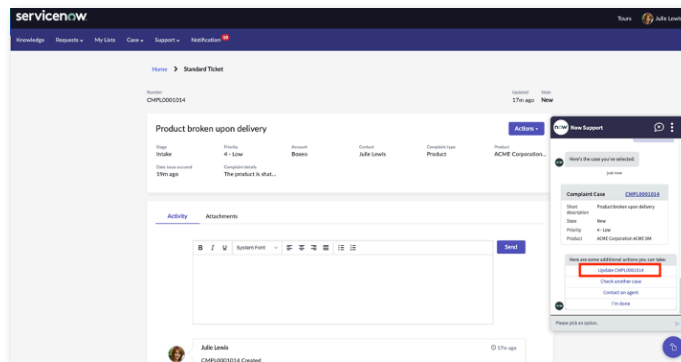 servicenow
Tours Julie Lewis
Knowledge Requests My Lists Case Support Notification 10
Home > Standard Ticket
Number
CMPL0001014
Updated State
17m ago New
Product broken upon delivery
Actions
Stage Priority Account Contact Complaint type Product
Intake 4 - Low Boxeo Julie Lewis Product ACME Corporation...
Date issue occured Complaint details
19m ago The product is shat...
Activity Attachments
B I U System Font
Send
Julie Lewis
17m ago
CMPL0001014 Created
now Now Support
Here's the case you've selected:
just now
Complaint Case CMPL0001014
Short description Product broken upon delivery
State New
Priority 4 - Low
Product ACME Corporation ACME DM
Here are some additional actions you can take:
Update CMPL0001014
Check another case
Contact an agent
I'm done
Please pick an option.